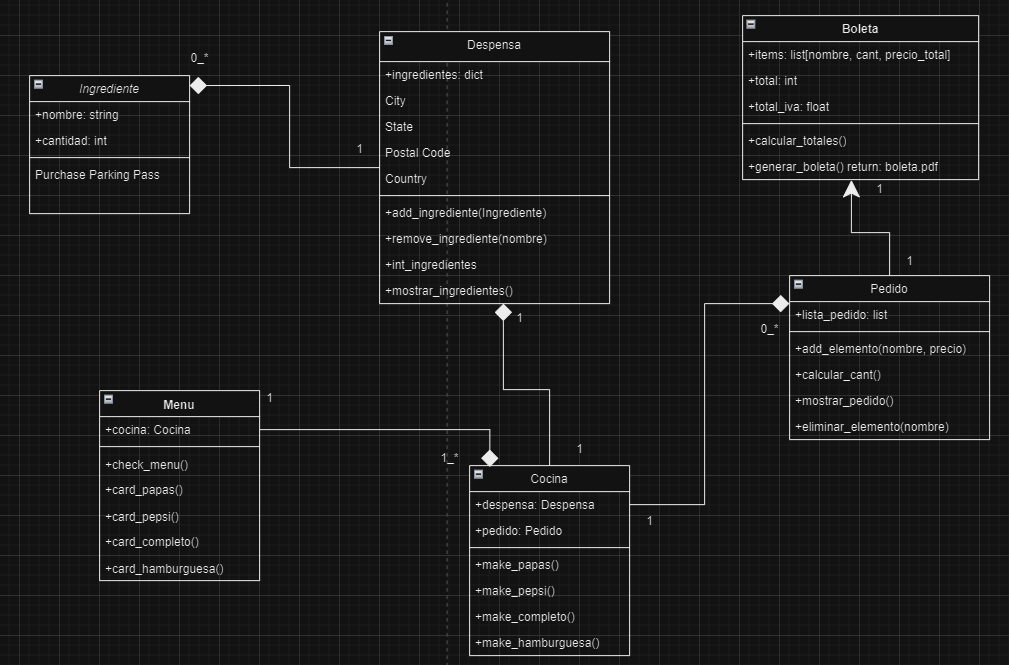 0_*
Ingrediente
+nombre: string
+cantidad: int
Purchase Parking Pass
1
Despensa
+ingredientes: dict
City
State
Postal Code
Country
+add_ingrediente(Ingrediente)
+remove_ingrediente(nombre)
+int_ingredientes
+mostrar_ingredientes()
1
Boleta
+items: list[nombre, cant, precio_total]
+total: int
+total_iva: float
+calcular_totales()
+generar_boleta() return: boleta.pdf
1
1
Pedido
+lista_pedido: list
+add_elemento(nombre, precio)
+calcular_cant()
+mostrar_pedido()
+eliminar_elemento(nombre)
0_*
Menu
+cocina: Cocina
+check_menu()
+card_papas()
+card_pepsi()
+card_completo()
+card_hamburguesa()
1
1_*
1
Cocina
+despensa: Despensa
+pedido: Pedido
+make_papas()
+make_pepsi()
+make_completo()
+make_hamburguesa()
1